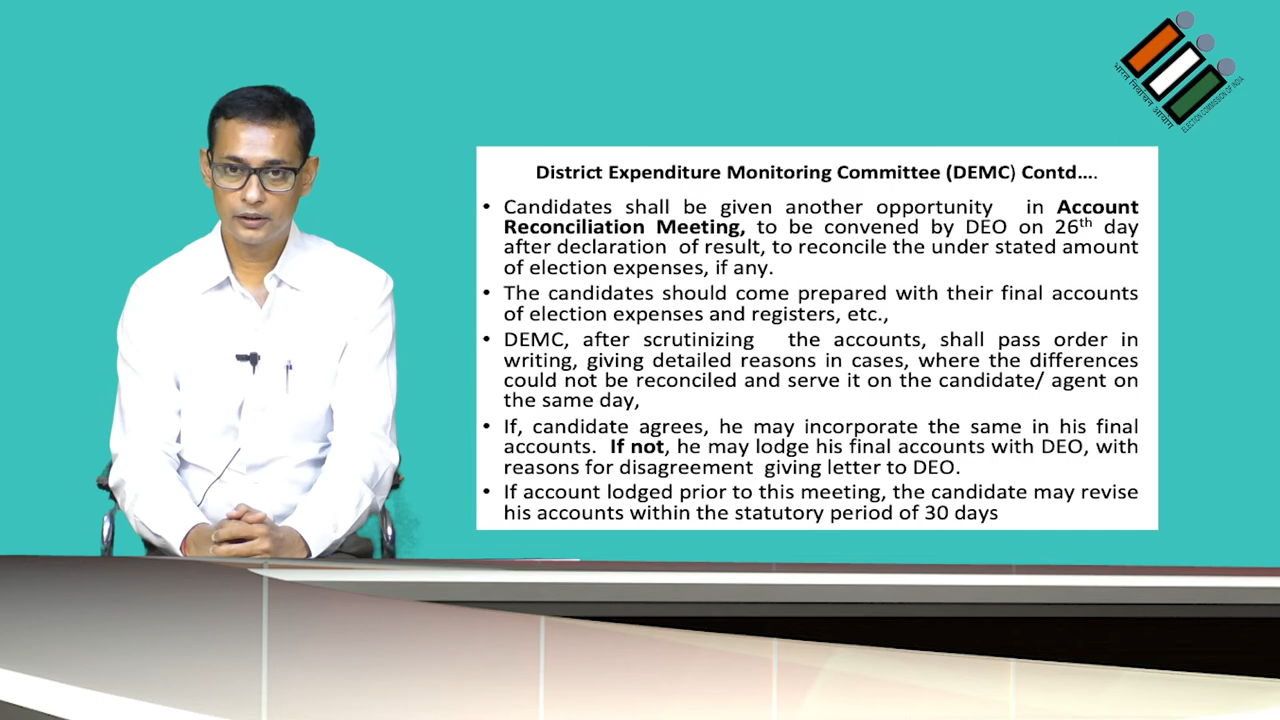 भारत निर्वाचन आयोग
ELECTION COMMISSION OF INDIA
District Expenditure Monitoring Committee (DEMC) Contd….
• Candidates shall be given another opportunity in Account
Reconciliation Meeting, to be convened by DEO on 26th day
after declaration of result, to reconcile the under stated amount
of election expenses, if any.
• The candidates should come prepared with their final accounts
of election expenses and registers, etc.,
• DEMC, after scrutinizing the accounts, shall pass order in
writing, giving detailed reasons in cases, where the differences
could not be reconciled and serve it on the candidate/ agent on
the same day,
• If, candidate agrees, he may incorporate the same in his final
accounts. If not, he may lodge his final accounts with DEO, with
reasons for disagreement giving letter to DEO.
• If account lodged prior to this meeting, the candidate may revise
his accounts within the statutory period of 30 days